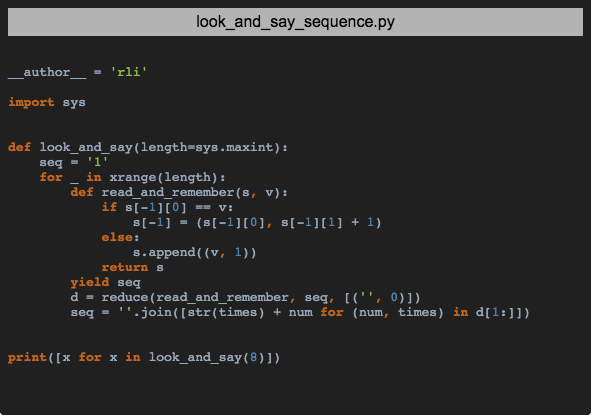 look_and_say_sequence.py
__author__ = 'rli'
import sys
def look_and_say(length=sys.maxint):
    seq = '1'
    for _ in xrange(length):
        def read_and_remember(s, v):
            if s[-1][0] == v:
                s[-1] = (s[-1][0], s[-1][1] + 1)
            else:
                s.append((v, 1))
            return s
        yield seq
        d = reduce(read_and_remember, seq, [('', 0)])
        seq = ''.join([str(times) + num for (num, times) in d[1:]])
print([x for x in look_and_say(8)])